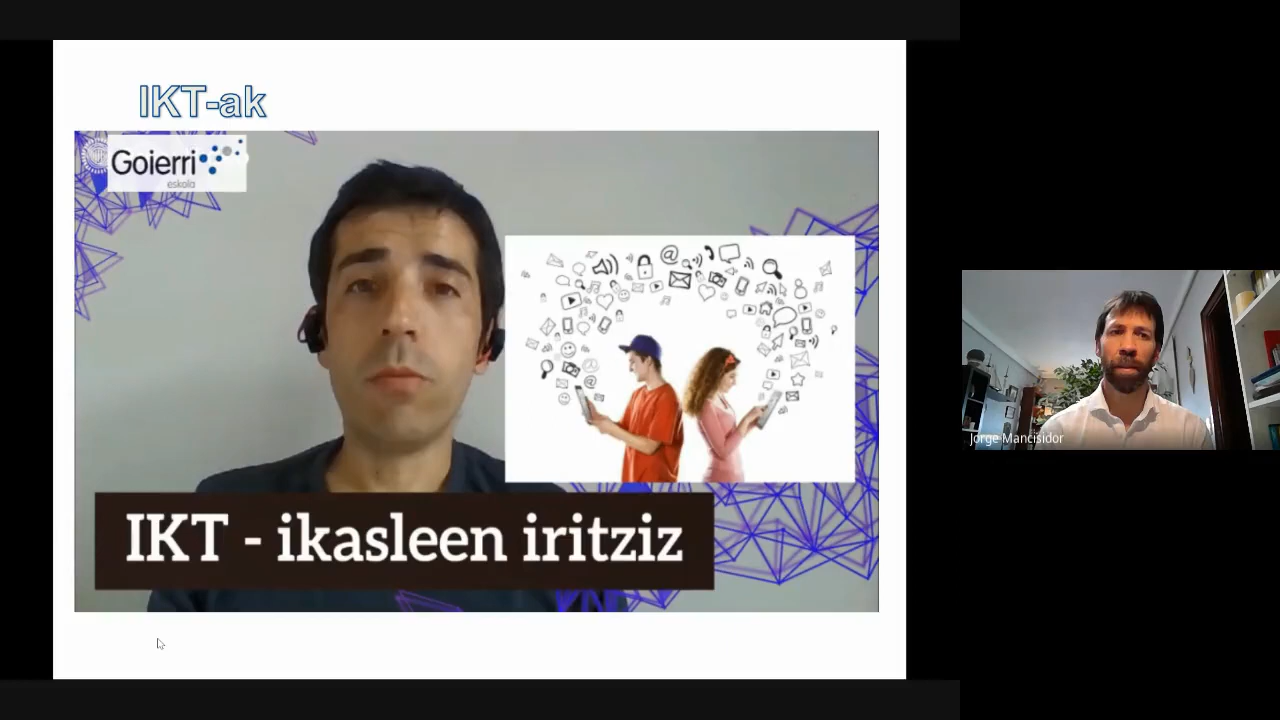 IKT-ak
Goierri
eskola
IKT - ikasleen iritziz
Jorge Mancisidor